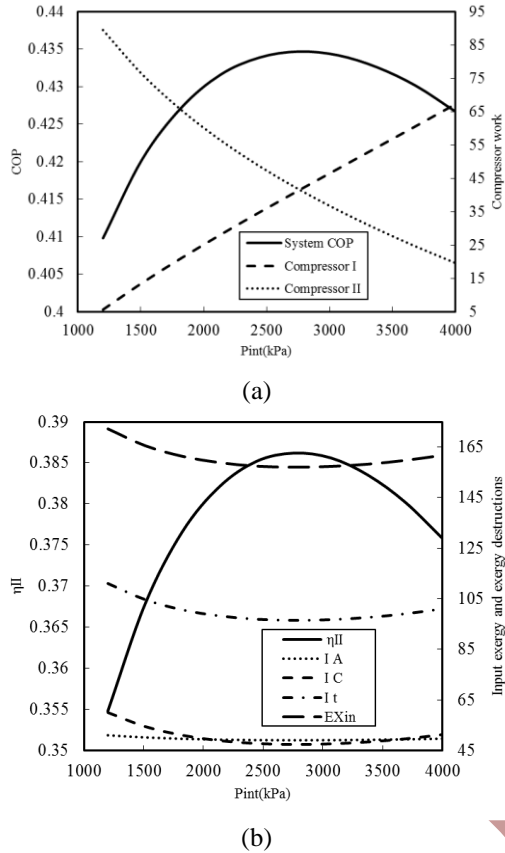 0.44
0.435
0.43
0.425
0.42
0.415
0.41
0.405
0.4
COP
95
85
75
65
55
45
35
25
15
5
Compressor work
System COP
Compressor I
Compressor II
1000 1500 2000 2500 3000 3500 4000
Pint(kPa)
(a)
0.39
0.385
0.38
0.375
0.37
0.365
0.36
0.355
0.35
ηII
165
145
125
105
85
65
45
Input exergy and exergy destructions
ηII
I A
I C
I t
EXin
1000 1500 2000 2500 3000 3500 4000
Pint(kPa)
(b)